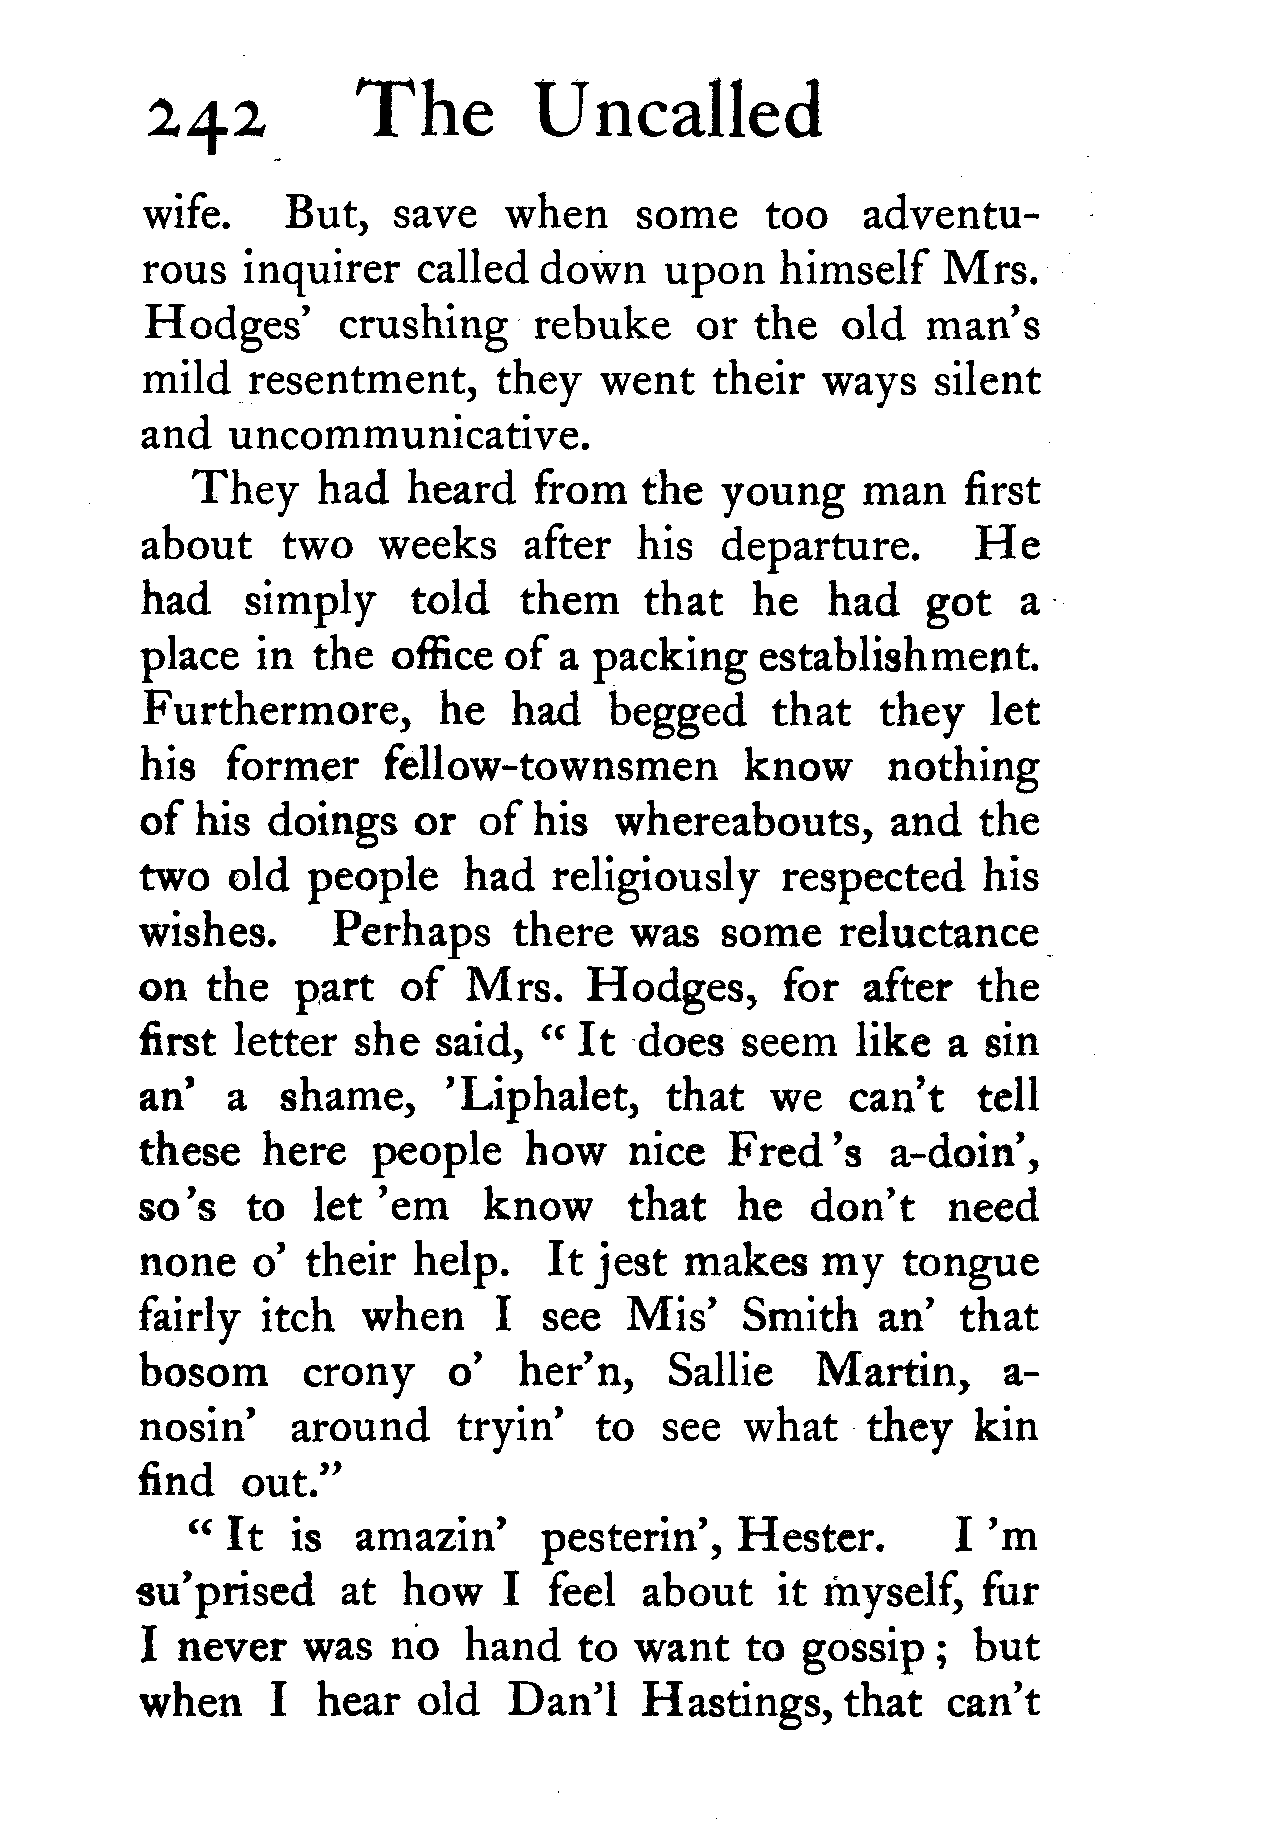 242 The Uncalled
wife. But, save when some too adventu-
rous inquirer called down upon himself Mrs.
Hodges' crushing rebuke or the old man's
mild resentment, they went their ways silent
and uncommunicative.
They had heard from the young man first
about two weeks after his departure. He
had simply told them that he had got a
place in the office of a packing establishment.
Furthermore, he had begged that they let
his former fellow-townsmen know nothing
of his doings or of his whereabouts, and the
two old people had religiously respected his
wishes. Perhaps there was some reluctance
on the part of Mrs. Hodges, for after the
first letter she said, “ It does seem like a sin
an' a shame, 'Liphalet, that we can't tell
these here people how nice Fred 's a-doin',
so 's to let 'em know that he don't need
none o' their help. It jest makes my tongue
fairly itch when I see Mis' Smith an' that
bosom crony o' her'n, Sallie Martin, a-
nosin' around tryin' to see what they kin
find out.”
“ It is amazin' pesterin', Hester. I 'm
su'prised at how I feel about it myself, fur
I never was no hand to want to gossip ; but
when I hear old Dan'l Hastings, that can't